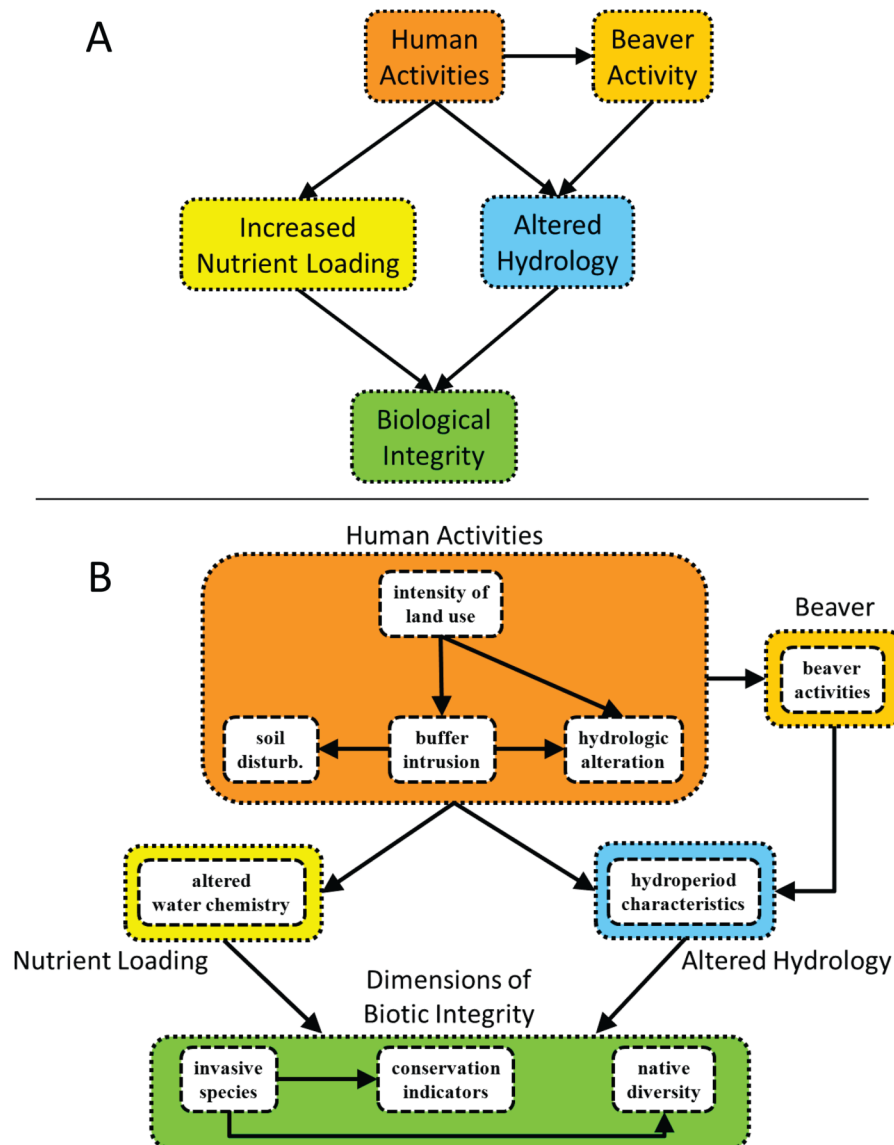 A
Human
Activities
Beaver
Activity
Increased
Nutrient Loading
Altered
Hydrology
Biological
Integrity
Human Activities
B
intensity of
land use
Beaver
beaver
activities
soil
disturb.
buffer
intrusion
hydrologic
alteration
altered
water chemistry
hydroperiod
characteristics
Nutrient Loading
Altered Hydrology
Dimensions of
Biotic Integrity
invasive
species
conservation
indicators
native
diversity